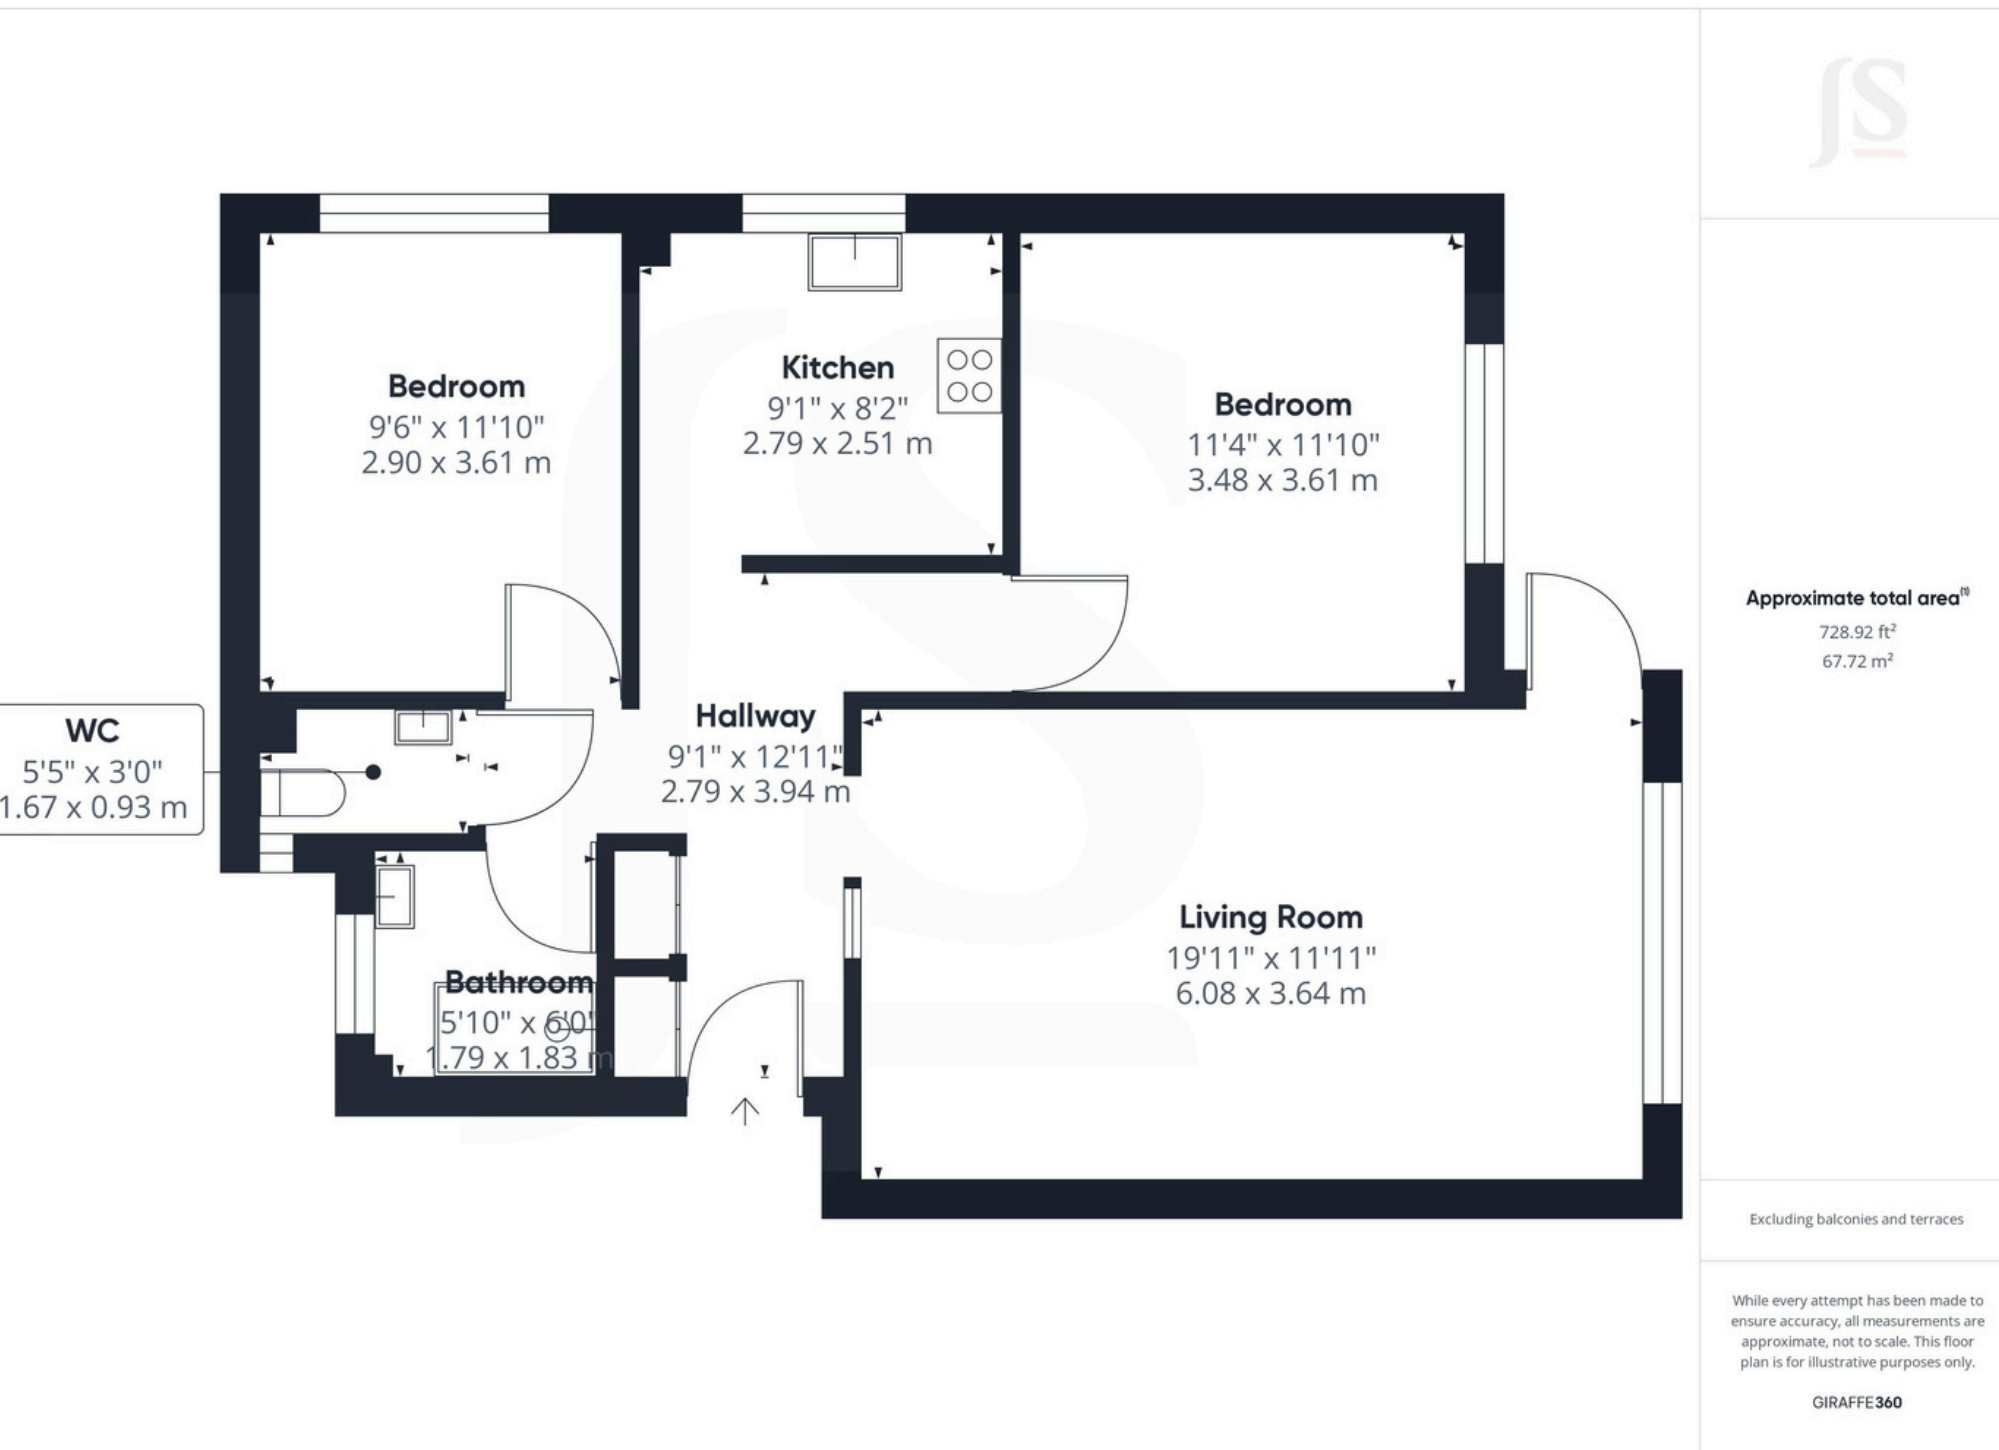 Bedroom
9'6" x 11'10"
2.90 x 3.61 m
Kitchen
9'1" x 8'2"
2.79 x 2.51 m
Bedroom
11'4" x 11'10"
3.48 x 3.61 m
WC
5'5" x 3'0"
1.67 x 0.93 m
Hallway
9'1" x 12'11"
2.79 x 3.94 m
Bathroom
5'10" x 6'0"
1.79 x 1.83 m
Living Room
19'11" x 11'11"
6.08 x 3.64 m
JS
Approximate total area(1)
728.92 ft²
67.72 m²
Excluding balconies and terraces
While every attempt has been made to
ensure accuracy, all measurements are
approximate, not to scale. This floor
plan is for illustrative purposes only.
GIRAFFE360